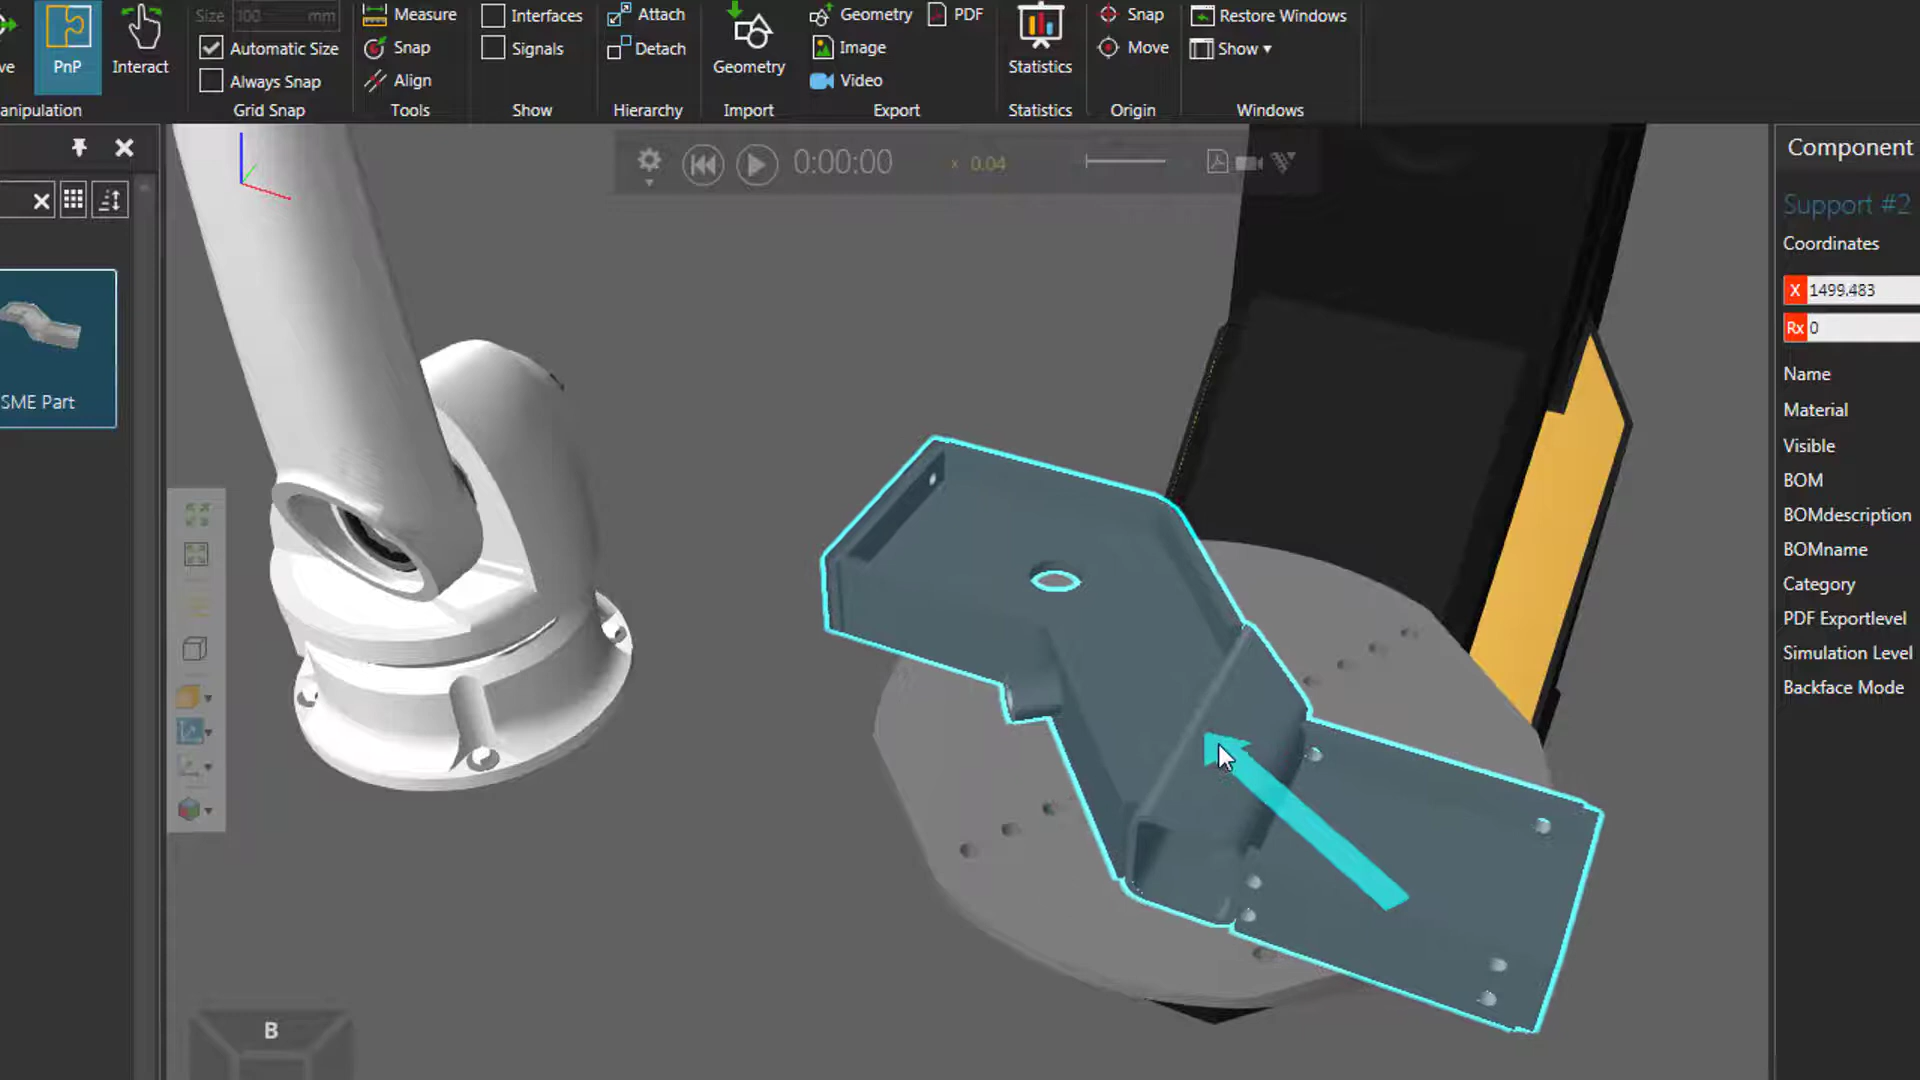 ve
PnP
Interact
anipulation
Size 100 mm
Automatic Size
Always Snap
Grid Snap
Measure
Snap
Align
Tools
Interfaces
Signals
Show
Attach
Detach
Hierarchy
Geometry
Import
Geometry
PDF
Image
Video
Export
Statistics
Statistics
Snap
Move
Origin
Restore Windows
Show
Windows
0:00:00
x 0.04
SME Part
B
Component
Support #2
Coordinates
X 1499.483
Rx 0
Name
Material
Visible
BOM
BOMdescription
BOMname
Category
PDF Exportlevel
Simulation Level
Backface Mode